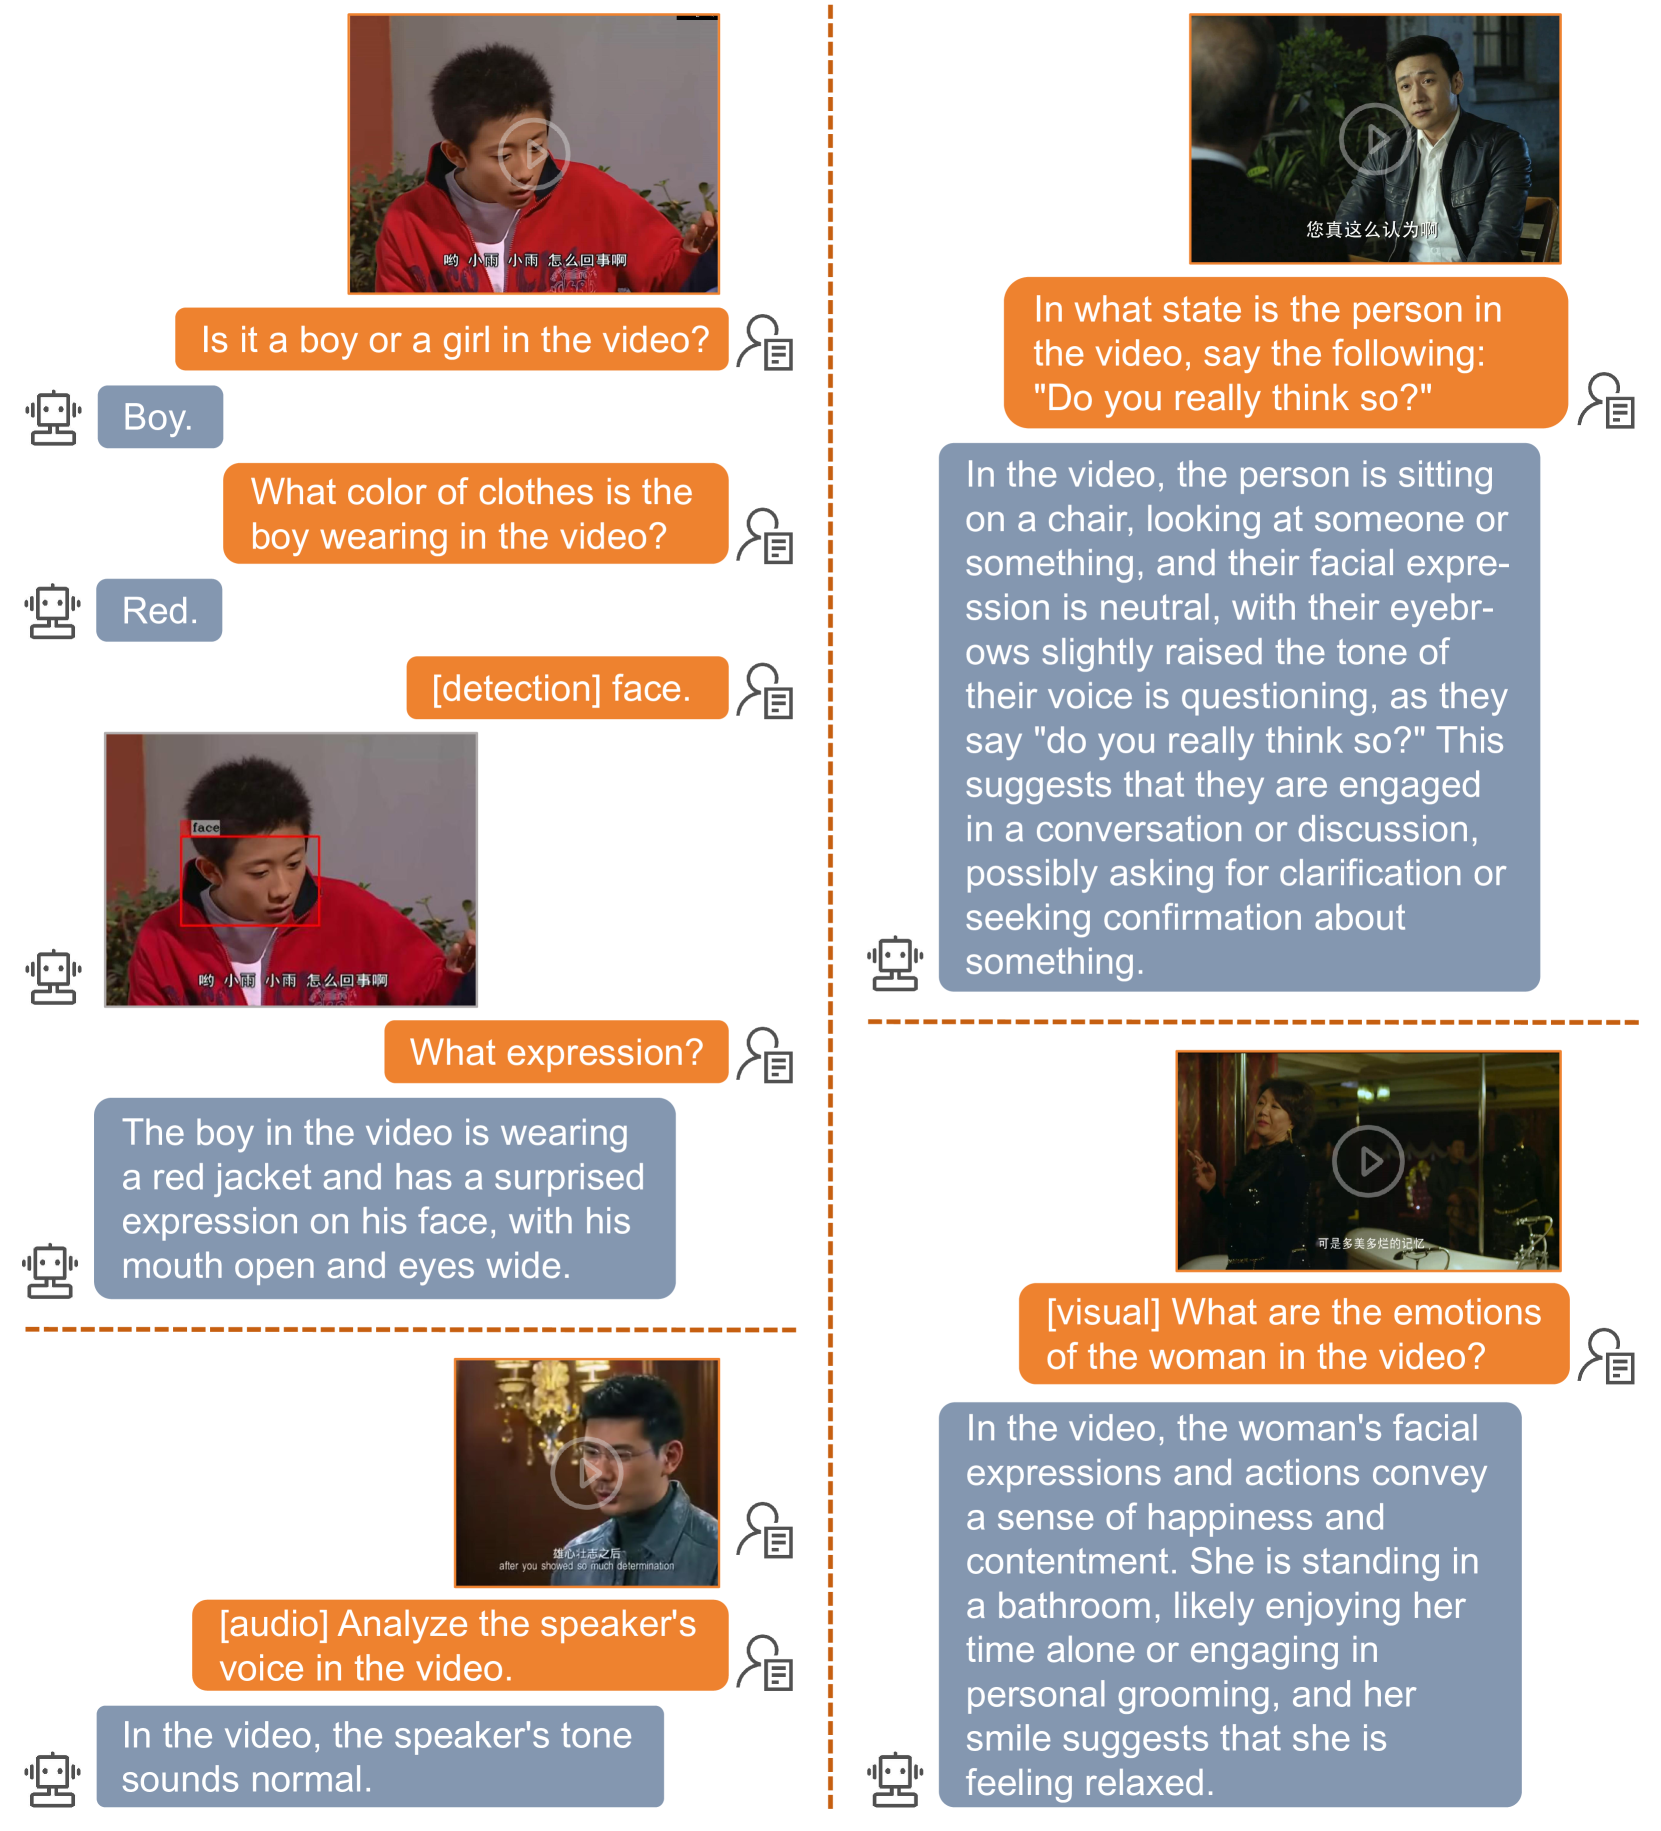 哟 小雨 小雨 怎么回事啊
Is it a boy or a girl in the video?
Boy.
What color of clothes is the
boy wearing in the video?
Red.
[detection] face.
face
哟 小雨 小雨 怎么回事啊
What expression?
The boy in the video is wearing
a red jacket and has a surprised
expression on his face, with his
mouth open and eyes wide.
雄心壮志之后
after you showed so much determination
[audio] Analyze the speaker's
voice in the video.
In the video, the speaker's tone
sounds normal.
您真这么认为啊
In what state is the person in
the video, say the following:
"Do you really think so?"
In the video, the person is sitting
on a chair, looking at someone or
something, and their facial expre-
ssion is neutral, with their eyebr-
ows slightly raised the tone of
their voice is questioning, as they
say "do you really think so?" This
suggests that they are engaged
in a conversation or discussion,
possibly asking for clarification or
seeking confirmation about
something.
可是多美多烂的记忆
[visual] What are the emotions
of the woman in the video?
In the video, the woman's facial
expressions and actions convey
a sense of happiness and
contentment. She is standing in
a bathroom, likely enjoying her
time alone or engaging in
personal grooming, and her
smile suggests that she is
feeling relaxed.